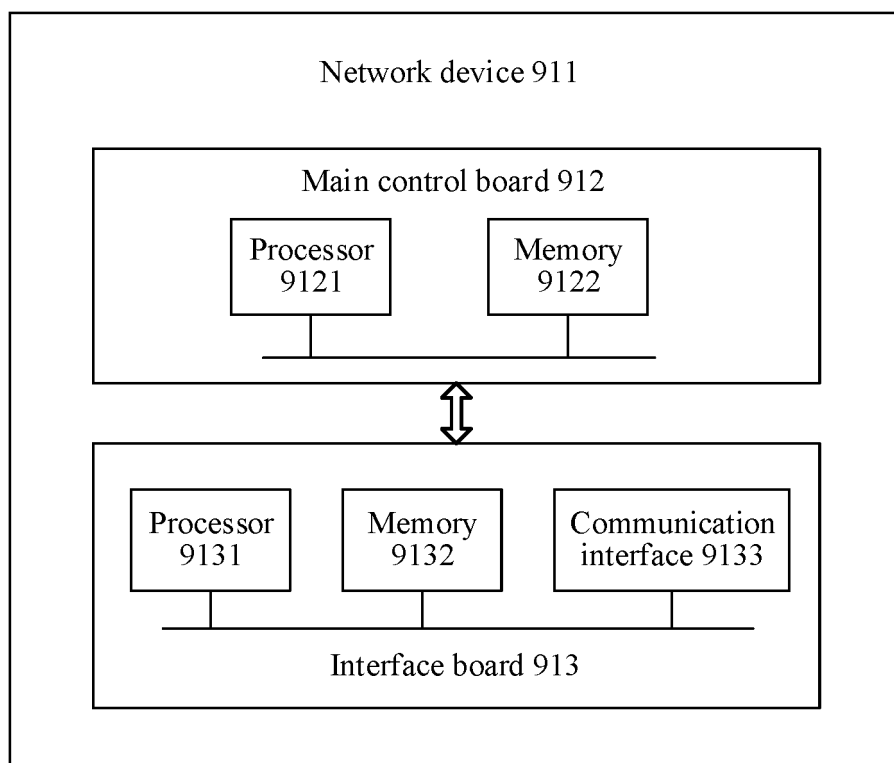 Network device 911
Main control board 912
Processor
9121
Memory
9122
Processor
9131
Memory
9132
Communication
interface 9133
Interface board 913